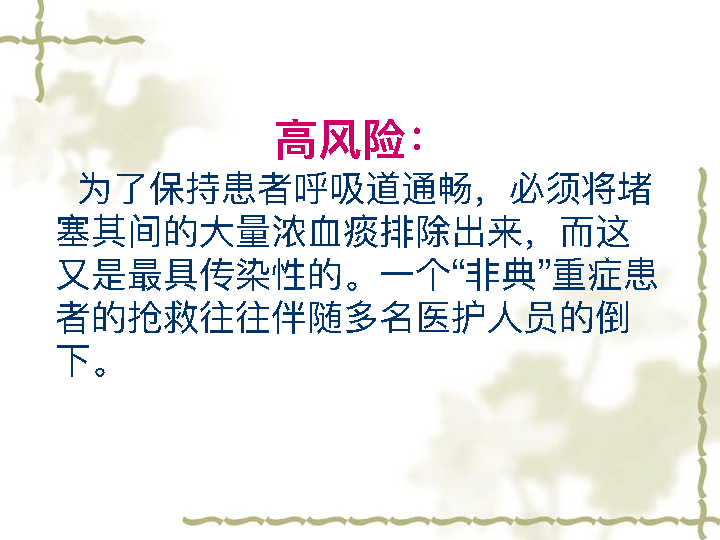 高风险：
为了保持患者呼吸道通畅，必须将堵
塞其间的大量浓血痰排除出来，而这
又是最具传染性的。一个“非典”重症患
者的抢救往往伴随多名医护人员的倒
下。